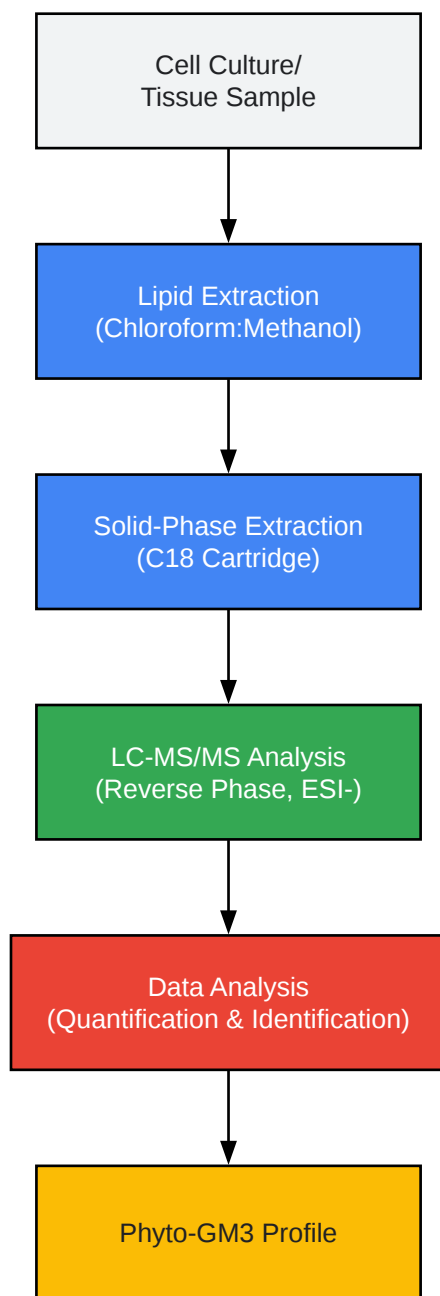 Cell Culture/
Tissue Sample
Lipid Extraction
(Chloroform:Methanol)
Solid-Phase Extraction
(C18 Cartridge)
LC-MS/MS Analysis
(Reverse Phase, ESI-)
Data Analysis
(Quantification & Identification)
Phyto-GM3 Profile